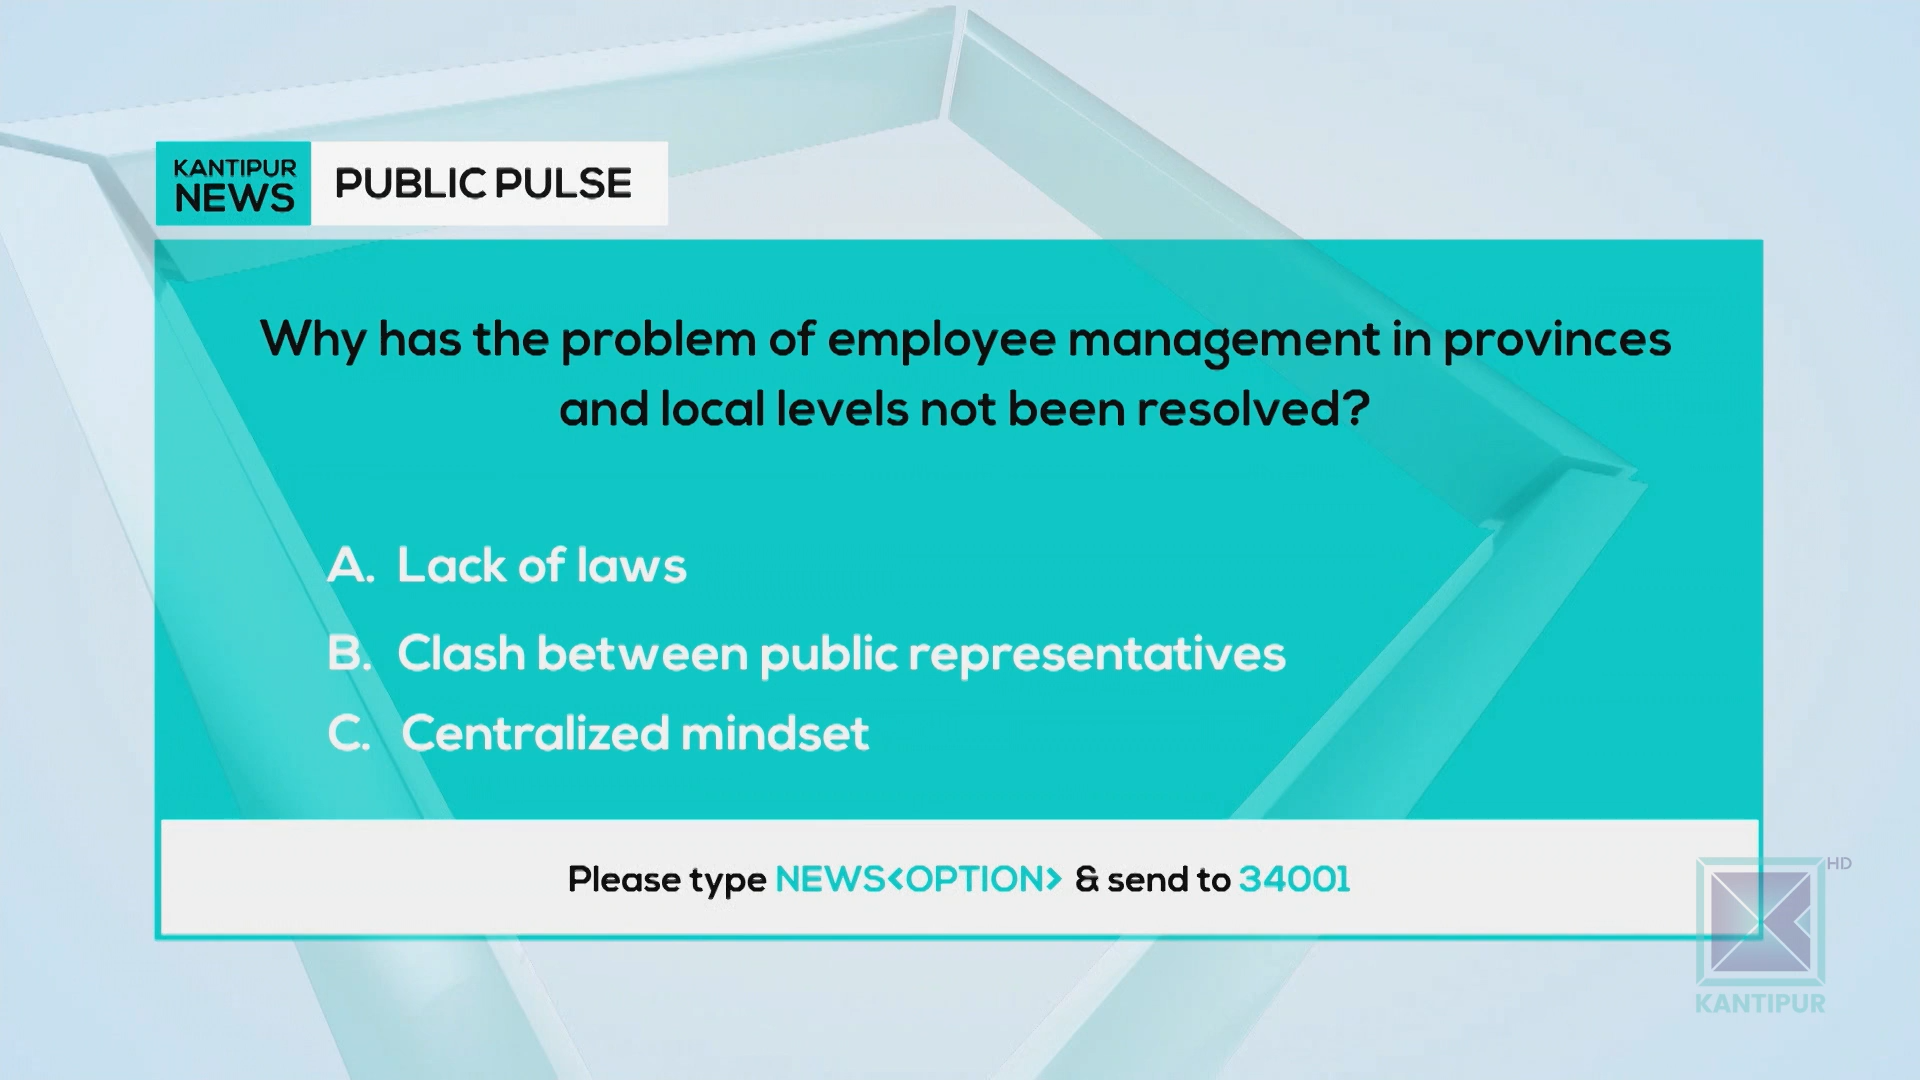 KANTIPUR
NEWS
PUBLIC PULSE
Why has the problem of employee management in provinces
and local levels not been resolved?
A. Lack of laws
B. Clash between public representatives
C. Centralized mindset
Please type NEWS<OPTION> & send to 34001
HD
KANTIPUR